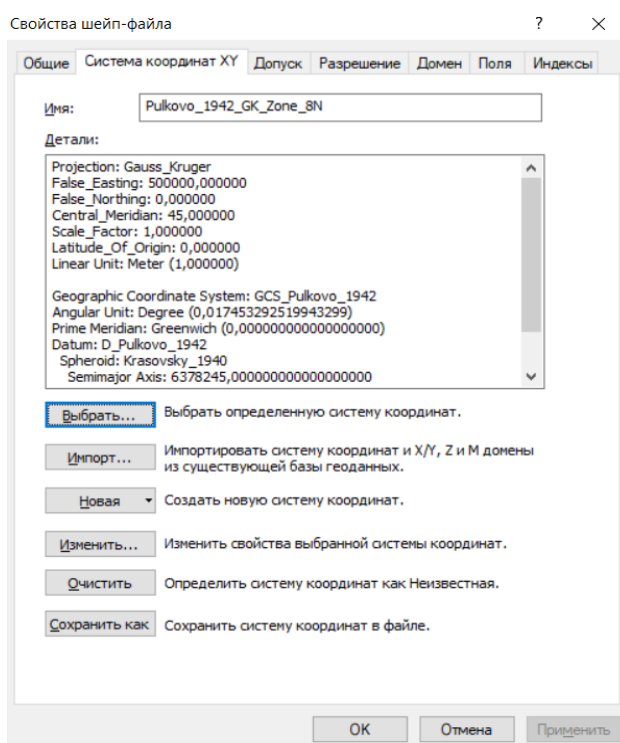 Свойства шейп-файла
?
Общие Система координат XY Допуск Разрешение Домен Поля Индексы
Имя: Pulkovo_1942_GK_Zone_8N
Детали:
Projection: Gauss_Kruger
False_Easting: 500000,000000
False_Northing: 0,000000
Central_Meridian: 45,000000
Scale_Factor: 1,000000
Latitude_Of_Origin: 0,000000
Linear Unit: Meter (1,000000)
Geographic Coordinate System: GCS_Pulkovo_1942
Angular Unit: Degree (0,017453292519943299)
Prime Meridian: Greenwich (0,000000000000000000)
Datum: D_Pulkovo_1942
Spheroid: Krasovsky_1940
Semimajor Axis: 6378245,000000000000000000
Выбрать... Выбрать определенную систему координат.
Импорт... Импортировать систему координат и X/Y, Z и M домены
из существующей базы геоданных.
Новая Создать новую систему координат.
Изменить... Изменить свойства выбранной системы координат.
Очистить Определить систему координат как Неизвестная.
Сохранить как Сохранить систему координат в файле.
OK Отмена Применить